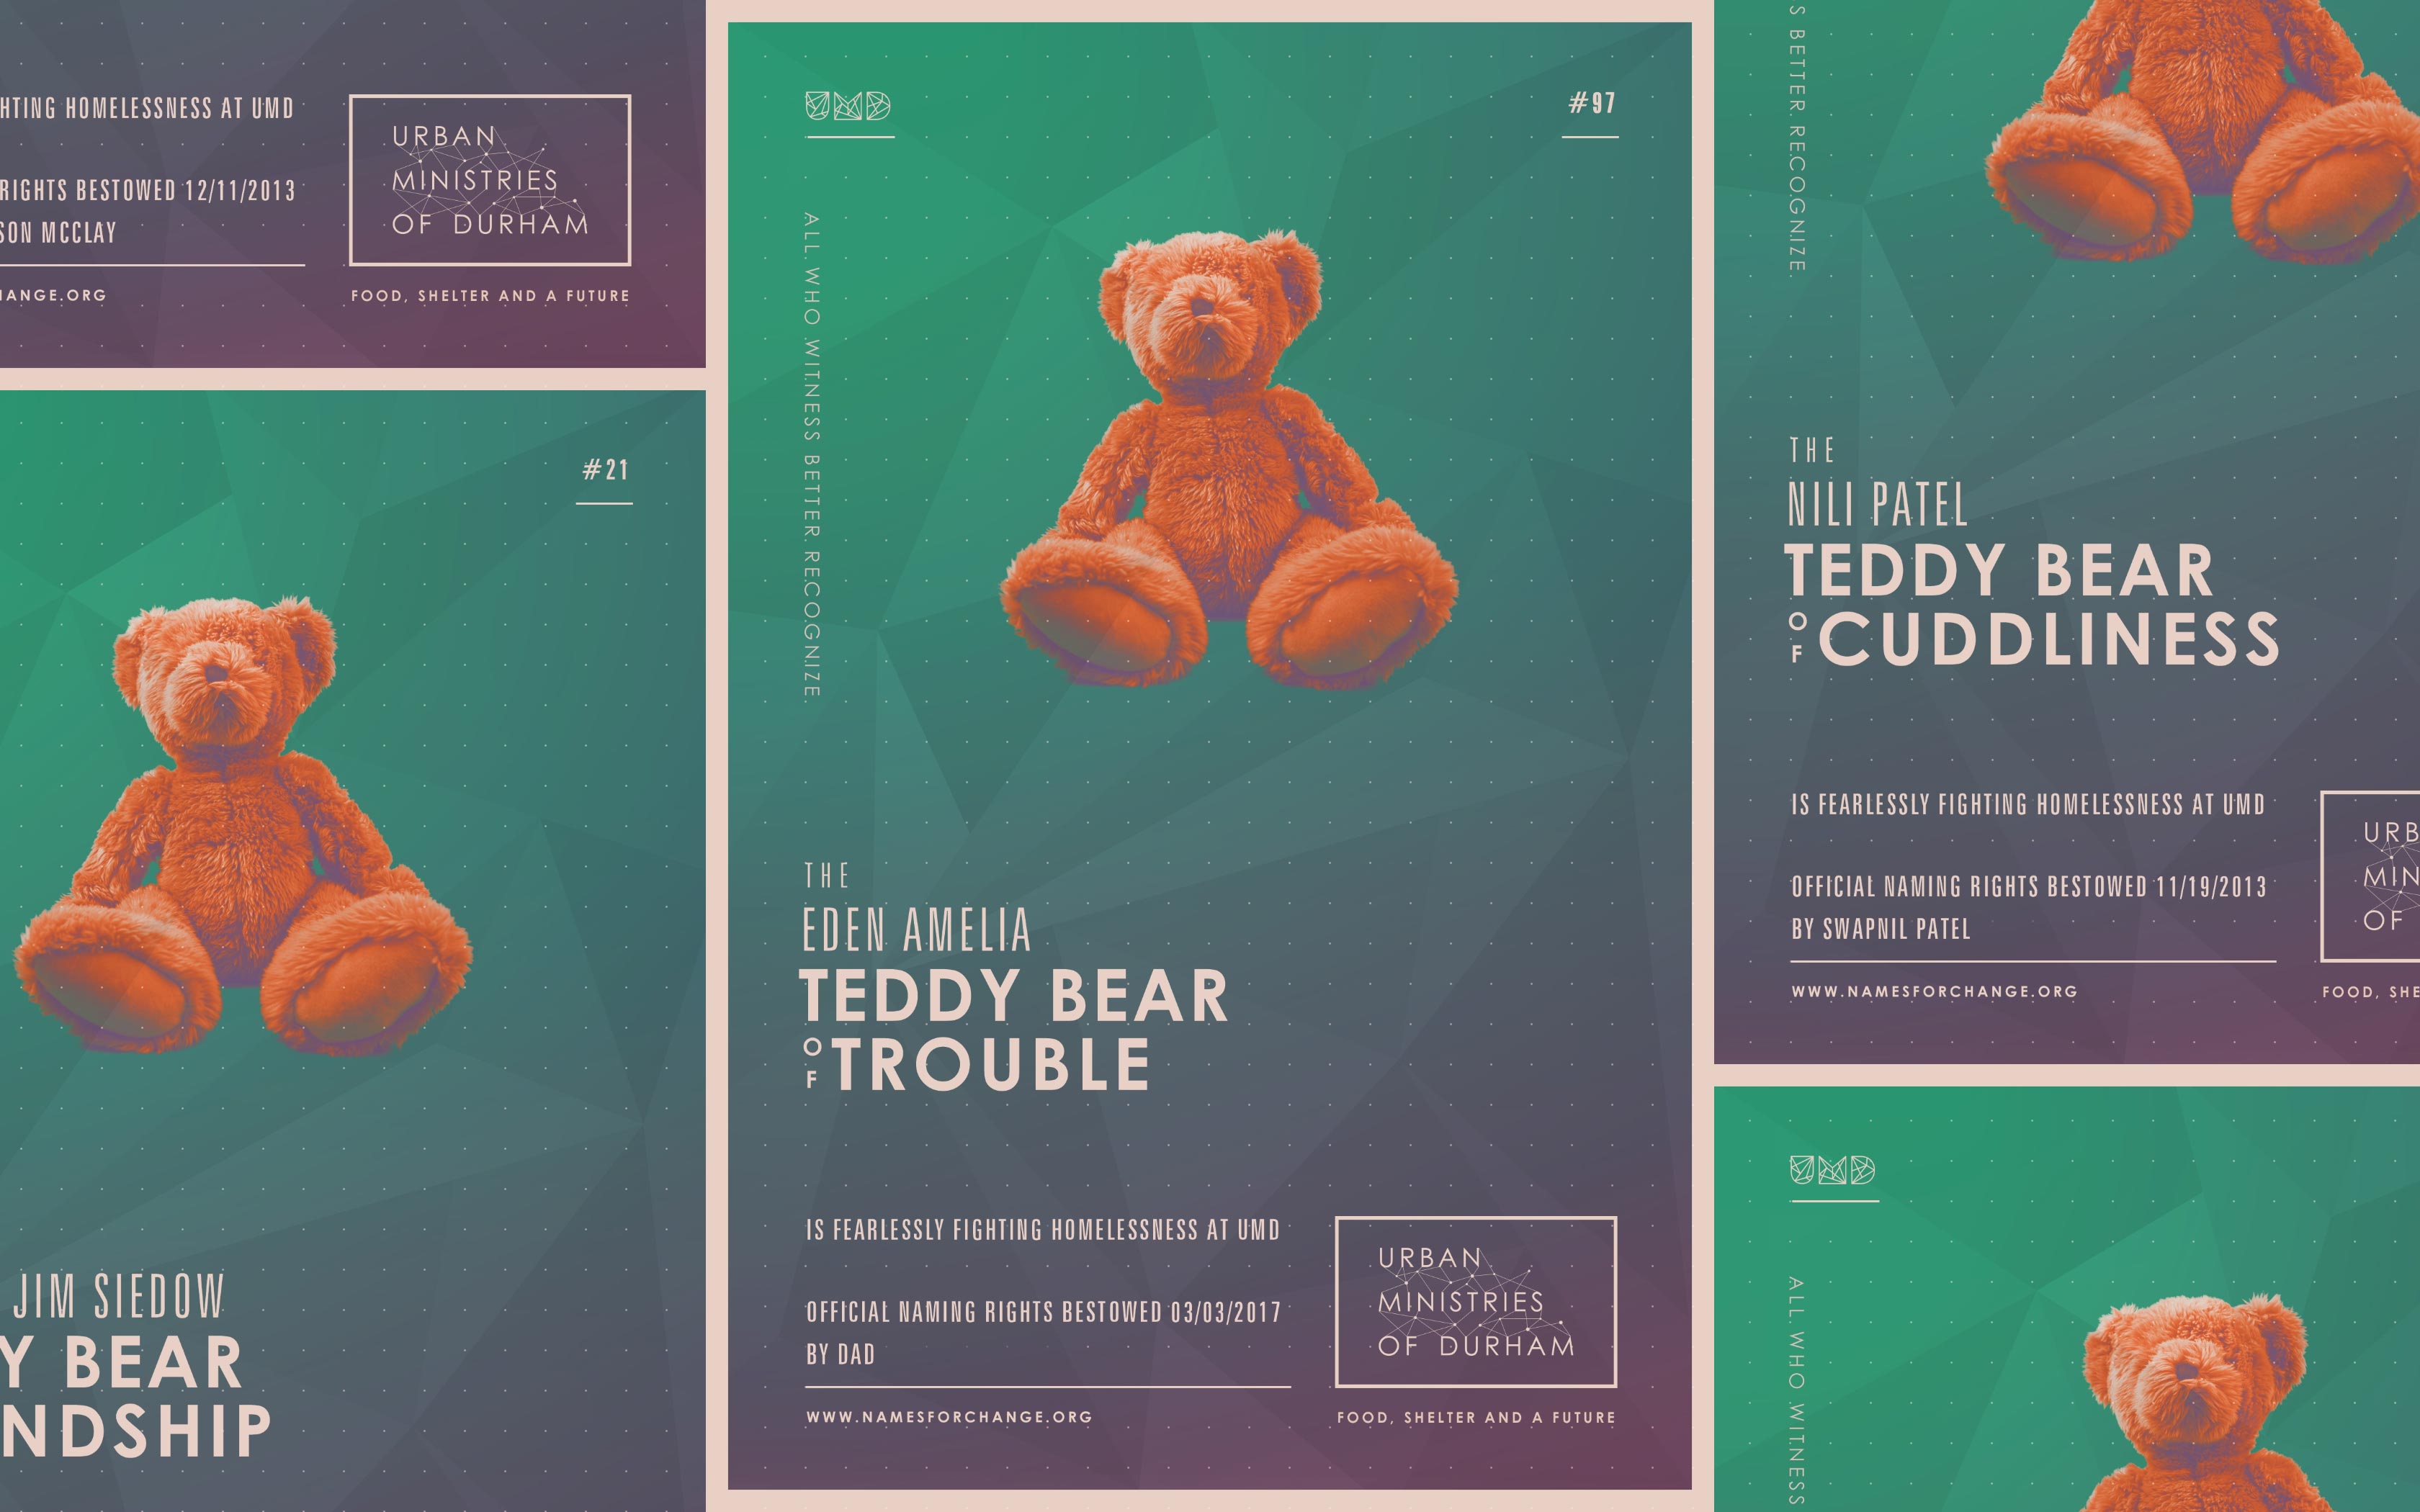 HTING HOMELESSNESS AT UMD
RIGHTS BESTOWED 12/11/2013
SON MCCLAY
HANGE.ORG
URBAN
MINISTRIES
OF DURHAM
FOOD, SHELTER AND A FUTURE
#21
JIM SIEDOW
Y BEAR
NDSHIP
UMD
#97
ALL WHO WITNESS BETTER RECOGNIZE
THE
EDEN AMELIA
TEDDY BEAR
OF TROUBLE
IS FEARLESSLY FIGHTING HOMELESSNESS AT UMD
OFFICIAL NAMING RIGHTS BESTOWED 03/03/2017
BY DAD
WWW.NAMESFORCHANGE.ORG
URBAN
MINISTRIES
OF DURHAM
FOOD, SHELTER AND A FUTURE
S BETTER RECOGNIZE
THE
NILI PATEL
TEDDY BEAR
OF CUDDLINESS
IS FEARLESSLY FIGHTING HOMELESSNESS AT UMD
OFFICIAL NAMING RIGHTS BESTOWED 11/19/2013
BY SWAPNIL PATEL
WWW.NAMESFORCHANGE.ORG
URB
MIN
OF
FOOD, SHE
UMD
ALL WHO WITNESS